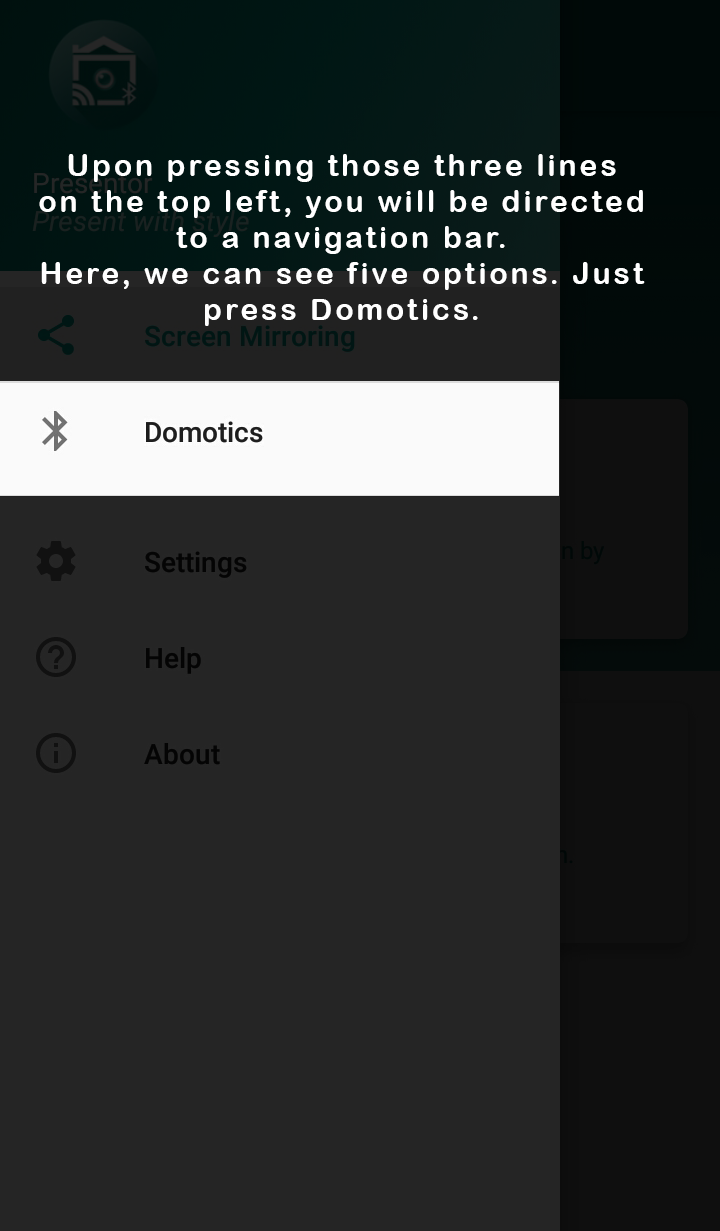 Presentor
Present with style
Upon pressing those three lines
on the top left, you will be directed
to a navigation bar.
Here, we can see five options. Just
press Domotics.
Screen Mirroring
Domotics
n by
Settings
Help
About
n.